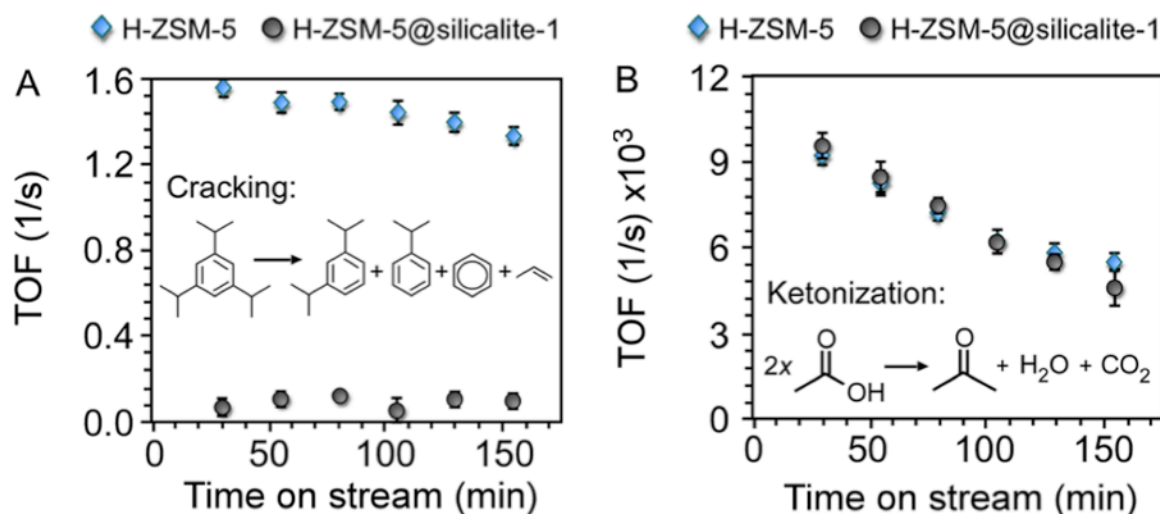 H-ZSM-5 H-ZSM-5@silicalite-1
A
TOF (1/s)
1.6
1.2
0.8
0.4
0.0
Cracking:
+ + +
0 50 100 150
Time on stream (min)
H-ZSM-5 H-ZSM-5@silicalite-1
B
TOF (1/s) x10³
12
9
6
3
0
Ketonization:
2x O OH O + H₂O + CO₂
0 50 100 150
Time on stream (min)